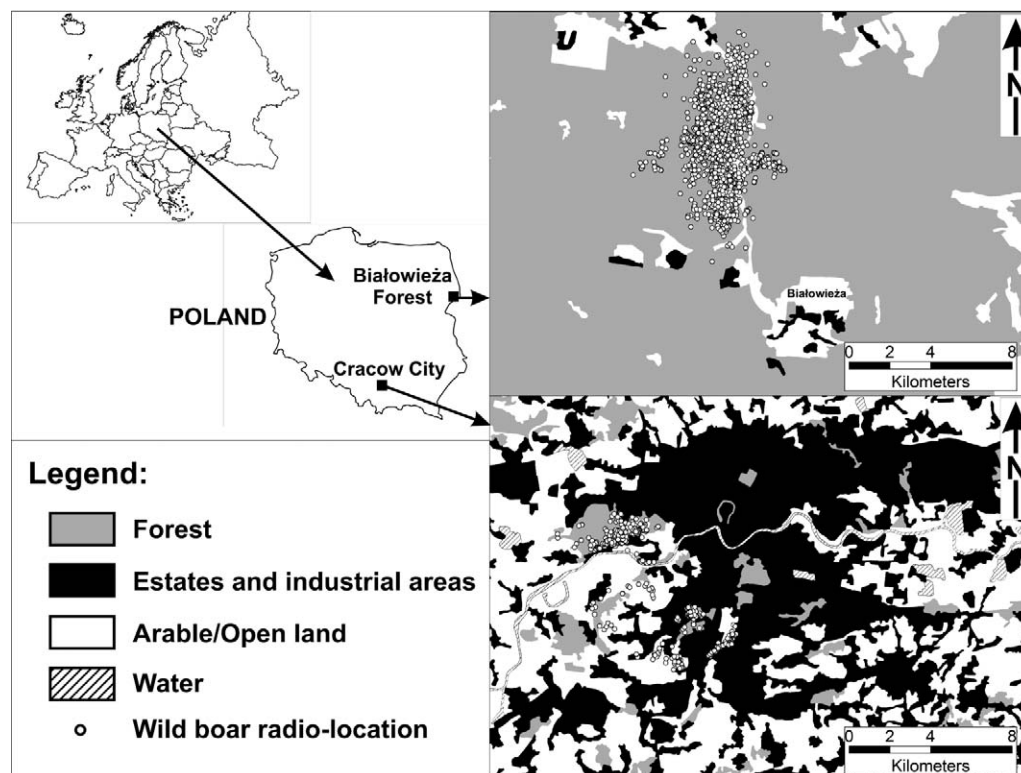 POLAND
Białowieża
Forest
Cracow City
Legend:
Forest
Estates and industrial areas
Arable/Open land
Water
Wild boar radio-location
N
Białowieża
0 2 4 8
Kilometers
N
0 2 4 8
Kilometers